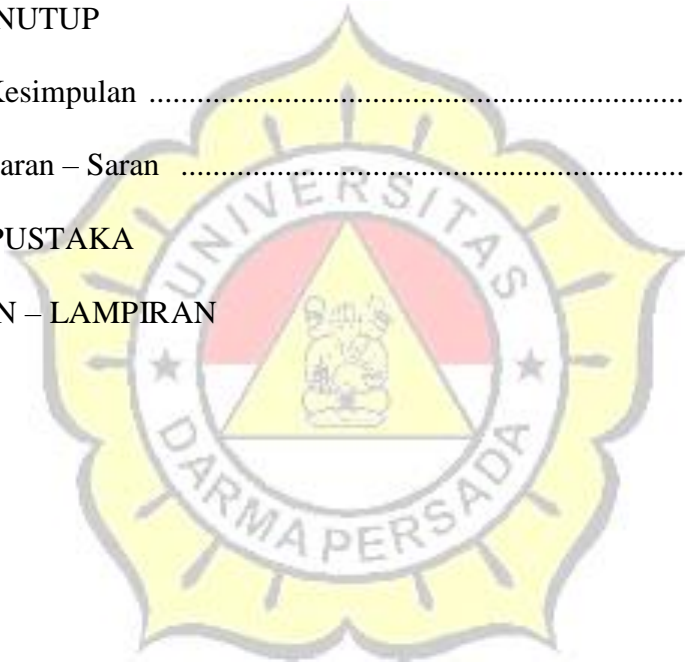 NUTUP
Kesimpulan ........................................................................
aran – Saran ....................................................................
PUSTAKA
N – LAMPIRAN
UNIVERSITAS
DARMA PERSADA